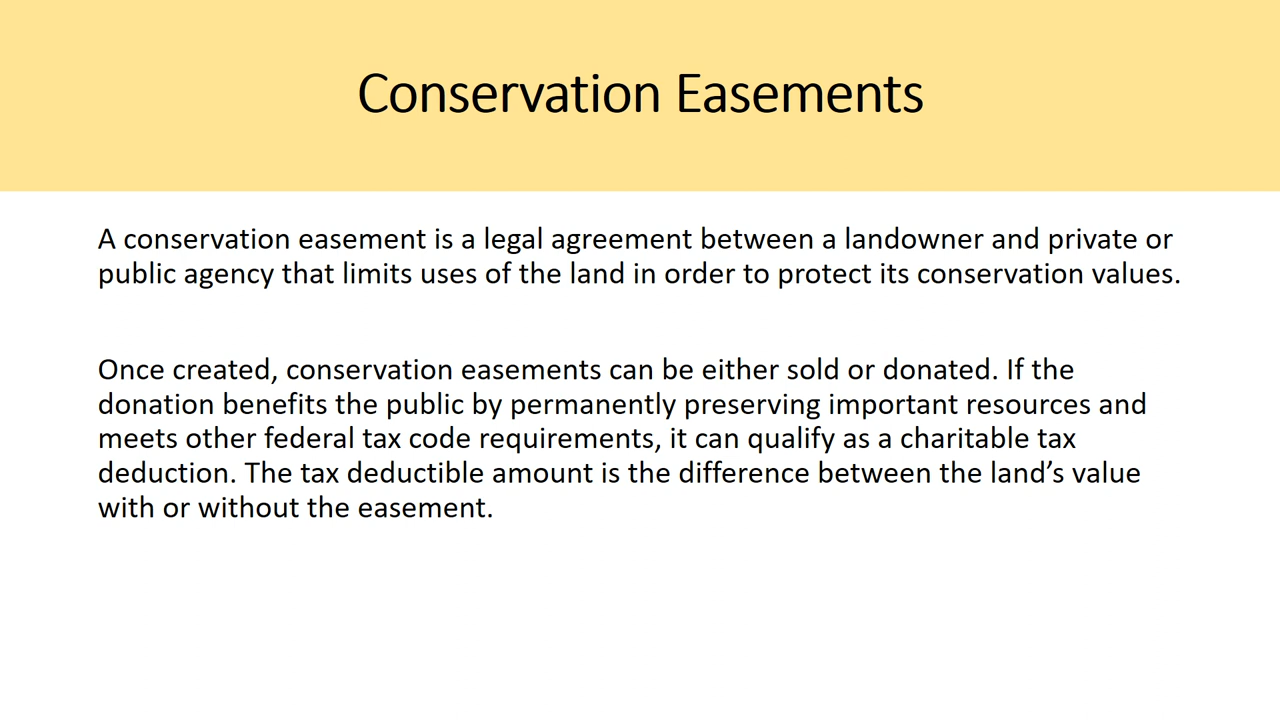 Conservation Easements
A conservation easement is a legal agreement between a landowner and private or
public agency that limits uses of the land in order to protect its conservation values.
Once created, conservation easements can be either sold or donated. If the
donation benefits the public by permanently preserving important resources and
meets other federal tax code requirements, it can qualify as a charitable tax
deduction. The tax deductible amount is the difference between the land’s value
with or without the easement.